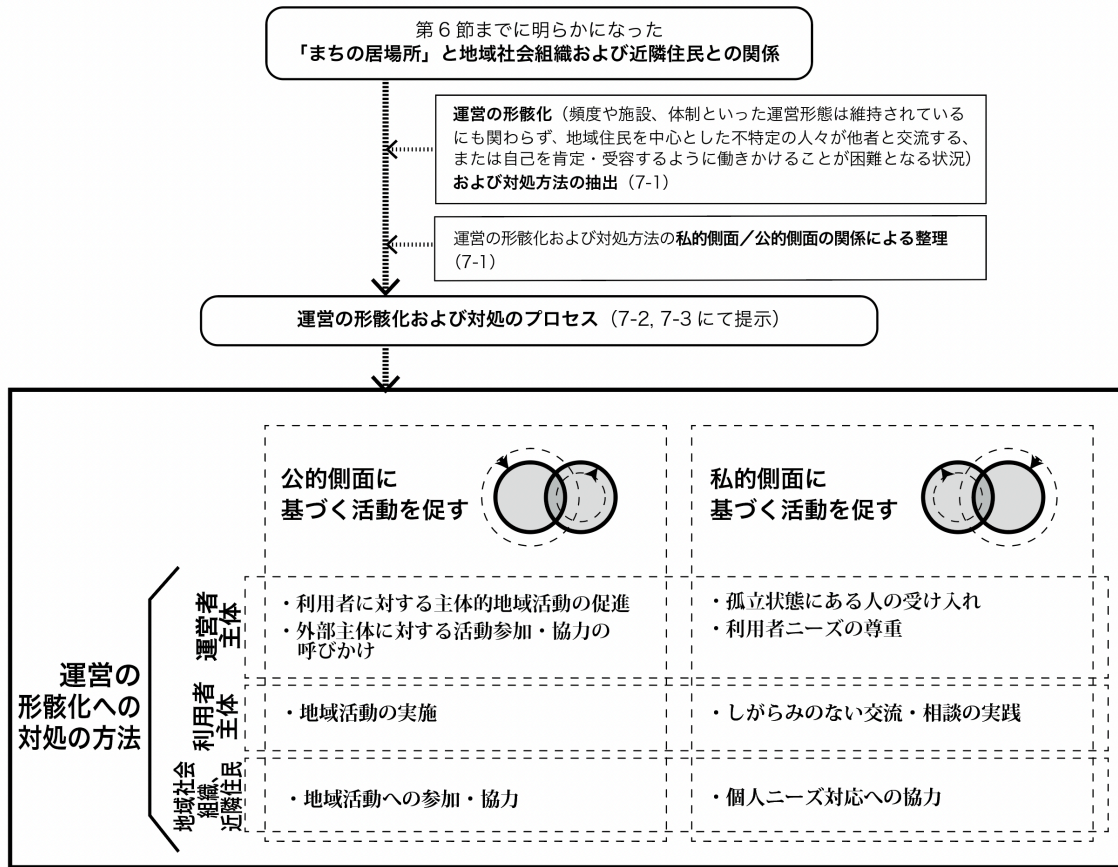 第6節までに明らかになった
「まちの居場所」と地域社会組織および近隣住民との関係
運営の形骸化（頻度や施設、体制といった運営形態は維持されている
にも関わらず、地域住民を中心とした不特定の人々が他者と交流する、
または自己を肯定・受容するように働きかけることが困難となる状況）
および対処方法の抽出（7-1）
運営の形骸化および対処方法の私的側面／公的側面の関係による整理
（7-1）
運営の形骸化および対処のプロセス（7-2, 7-3 にて提示）
公的側面に
基づく活動を促す
私的側面に
基づく活動を促す
運営の
形骸化への
対処の方法
運営者
主体
・利用者に対する主体的地域活動の促進
・外部主体に対する活動参加・協力の
呼びかけ
・孤立状態にある人の受け入れ
・利用者ニーズの尊重
利用者
主体
・地域活動の実施
・しがらみのない交流・相談の実践
地域社会
組織、
近隣住民
・地域活動への参加・協力
・個人ニーズ対応への協力